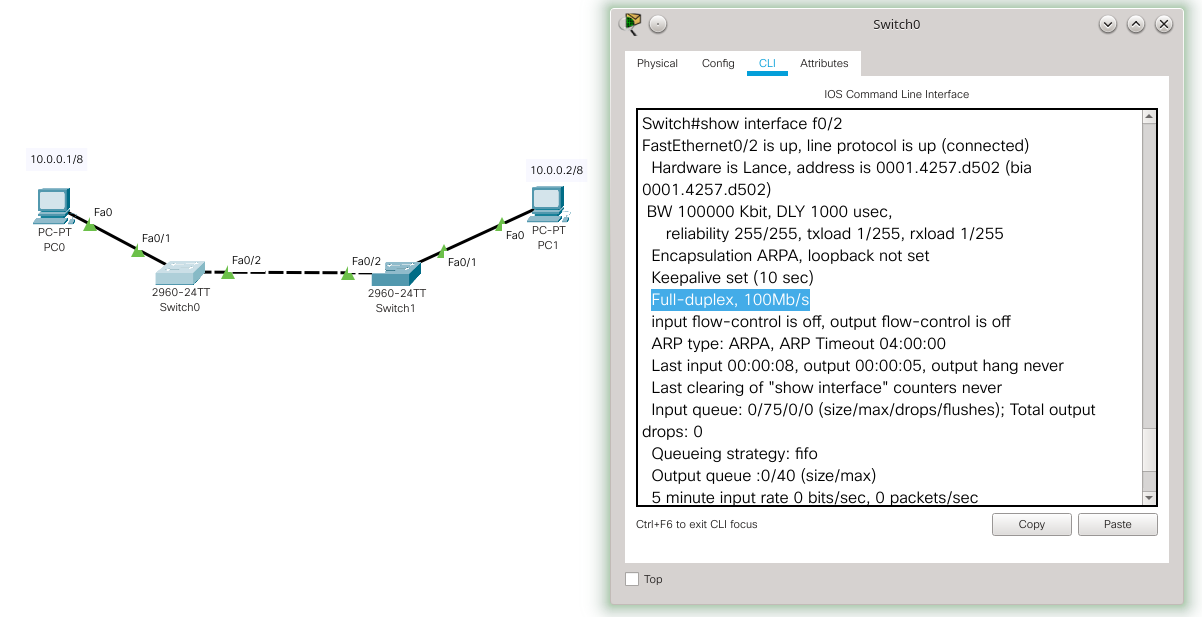 10.0.0.1/8
Fa0
PC-PT
PC0
Fa0/1
Fa0/2
2960-24TT
Switch0
Fa0/2
2960-24TT
Switch1
Fa0/1
10.0.0.2/8
Fa0
PC-PT
PC1
Switch0
Physical Config CLI Attributes
IOS Command Line Interface
Switch#show interface f0/2
FastEthernet0/2 is up, line protocol is up (connected)
Hardware is Lance, address is 0001.4257.d502 (bia
0001.4257.d502)
BW 100000 Kbit, DLY 1000 usec,
reliability 255/255, txload 1/255, rxload 1/255
Encapsulation ARPA, loopback not set
Keepalive set (10 sec)
Full-duplex, 100Mb/s
input flow-control is off, output flow-control is off
ARP type: ARPA, ARP Timeout 04:00:00
Last input 00:00:08, output 00:00:05, output hang never
Last clearing of "show interface" counters never
Input queue: 0/75/0/0 (size/max/drops/flushes); Total output
drops: 0
Queueing strategy: fifo
Output queue :0/40 (size/max)
5 minute input rate 0 bits/sec, 0 packets/sec
Ctrl+F6 to exit CLI focus
Copy Paste
Top